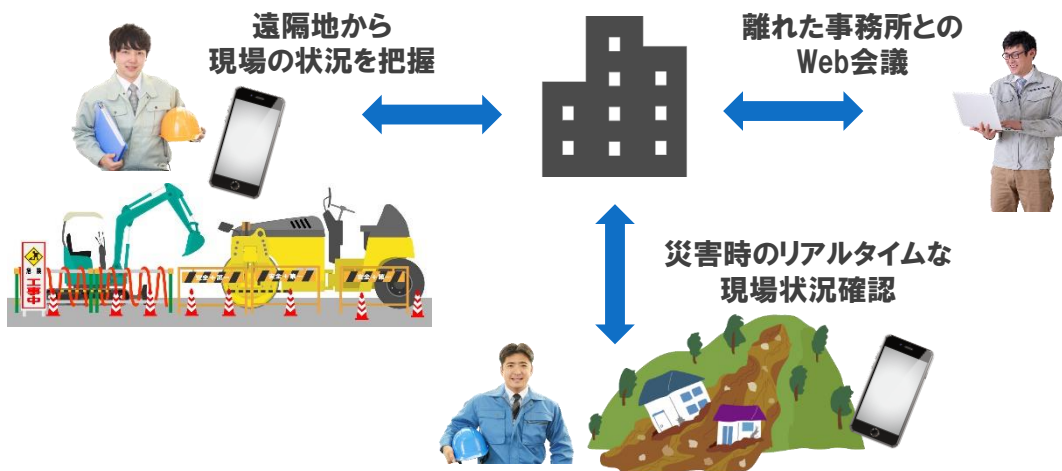 遠隔地から
現場の状況を把握
離れた事務所との
Web会議
災害時のリアルタイムな
現場状況確認
危険
工事中